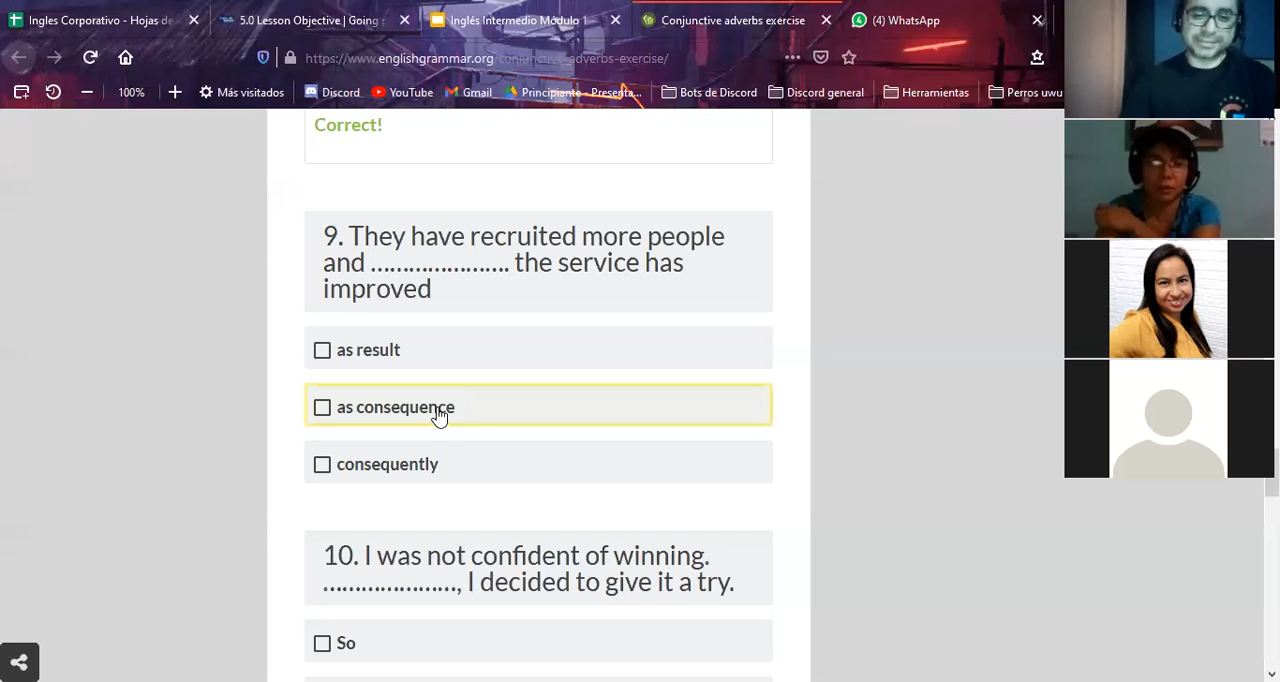 Ingles Corporativo - Hojas de
5.0 Lesson Objective | Going
Inglés Intermedio Módulo 1 -
Conjunctive adverbs exercise
(4) WhatsApp
https://www.englishgrammar.org/conjunctive-adverbs-exercise/
100%
Más visitados
Discord
YouTube
Gmail
Principiante - Presenta...
Bots de Discord
Discord general
Herramientas
Perros uwu
Correct!
9. They have recruited more people
and ..................... the service has
improved
as result
as consequence
consequently
10. I was not confident of winning.
....................., I decided to give it a try.
So